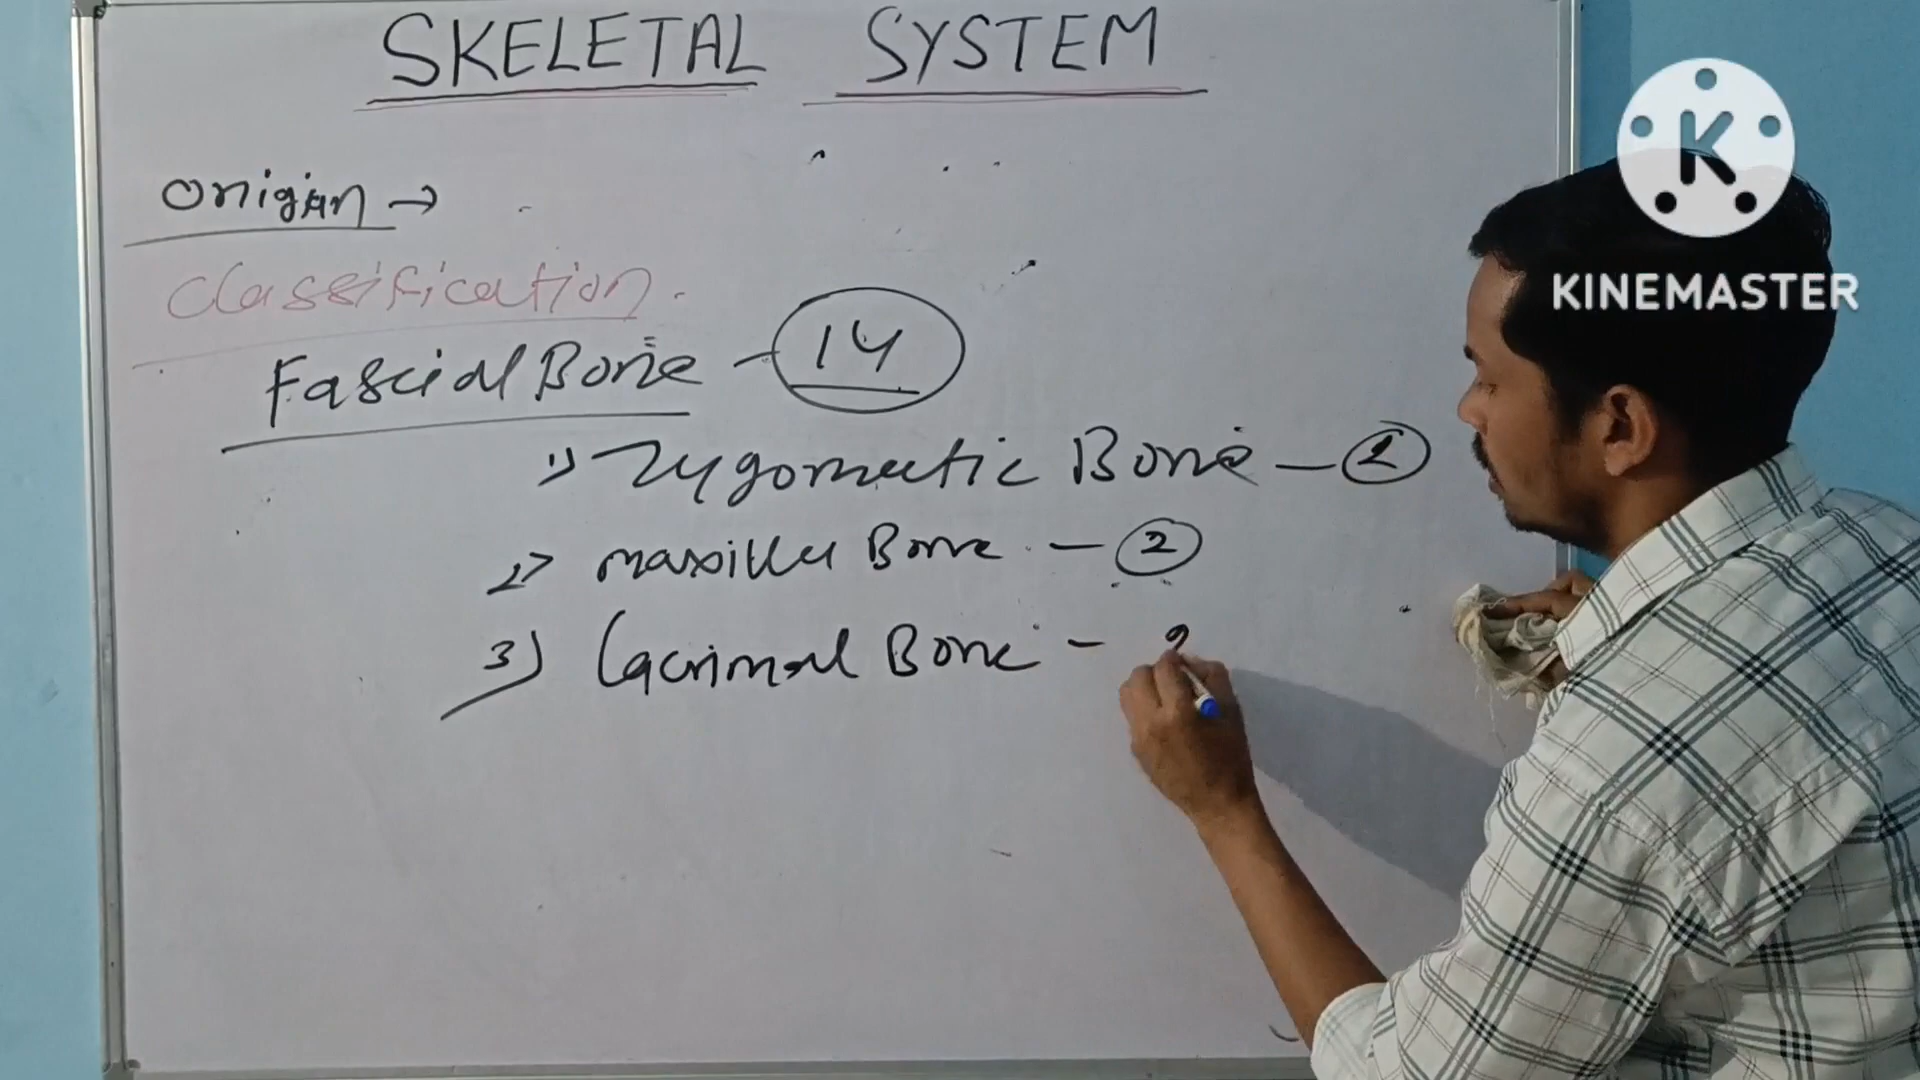 SKELETAL SYSTEM
Origin →
Classification.
Fascial Bone - 14
1) Zygomatic Bone - 2
2) maxilla Bone - 2
3) Lacrimal Bone - 2
K
KINEMASTER